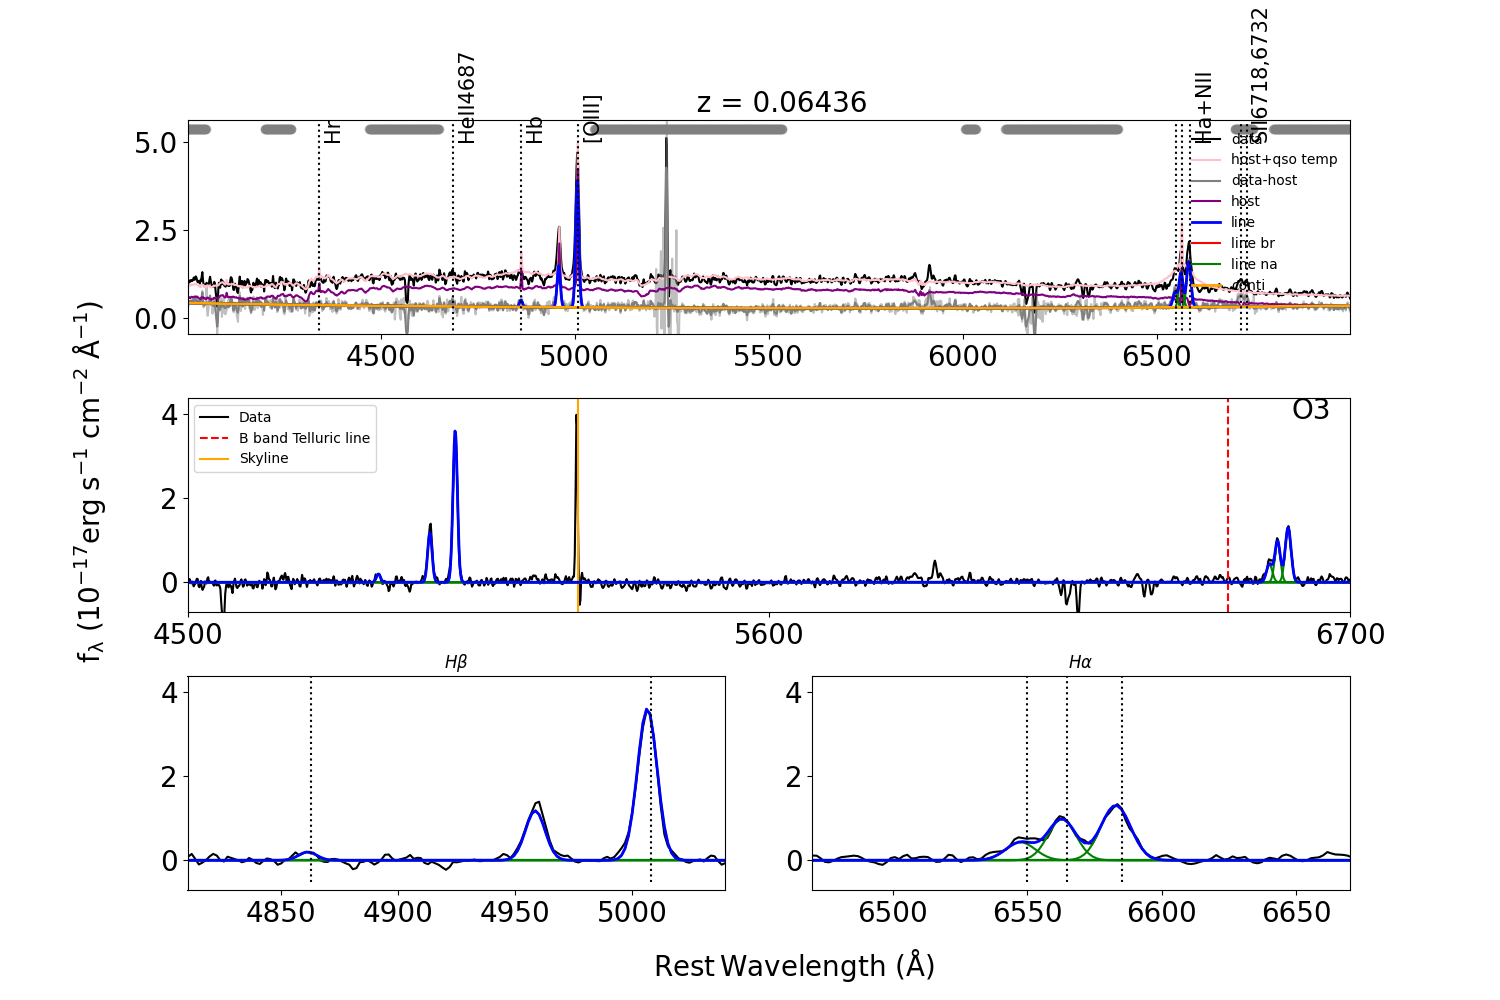 z = 0.06436
Hr
HeII4687
Hb
[OIII]
Ha+NII
SII6718,6732
data
host+qso temp
data-host
host
line
line br
line na
conti
5.0
2.5
0.0
4500
5000
5500
6000
6500
f_λ (10^{−17}erg s^{−1} cm^{−2} Å^{−1})
O3
Data
B band Telluric line
Skyline
4
2
0
4500
5600
6700
Hβ
4
2
0
4850
4900
4950
5000
Hα
4
2
0
6500
6550
6600
6650
Rest Wavelength (Å)